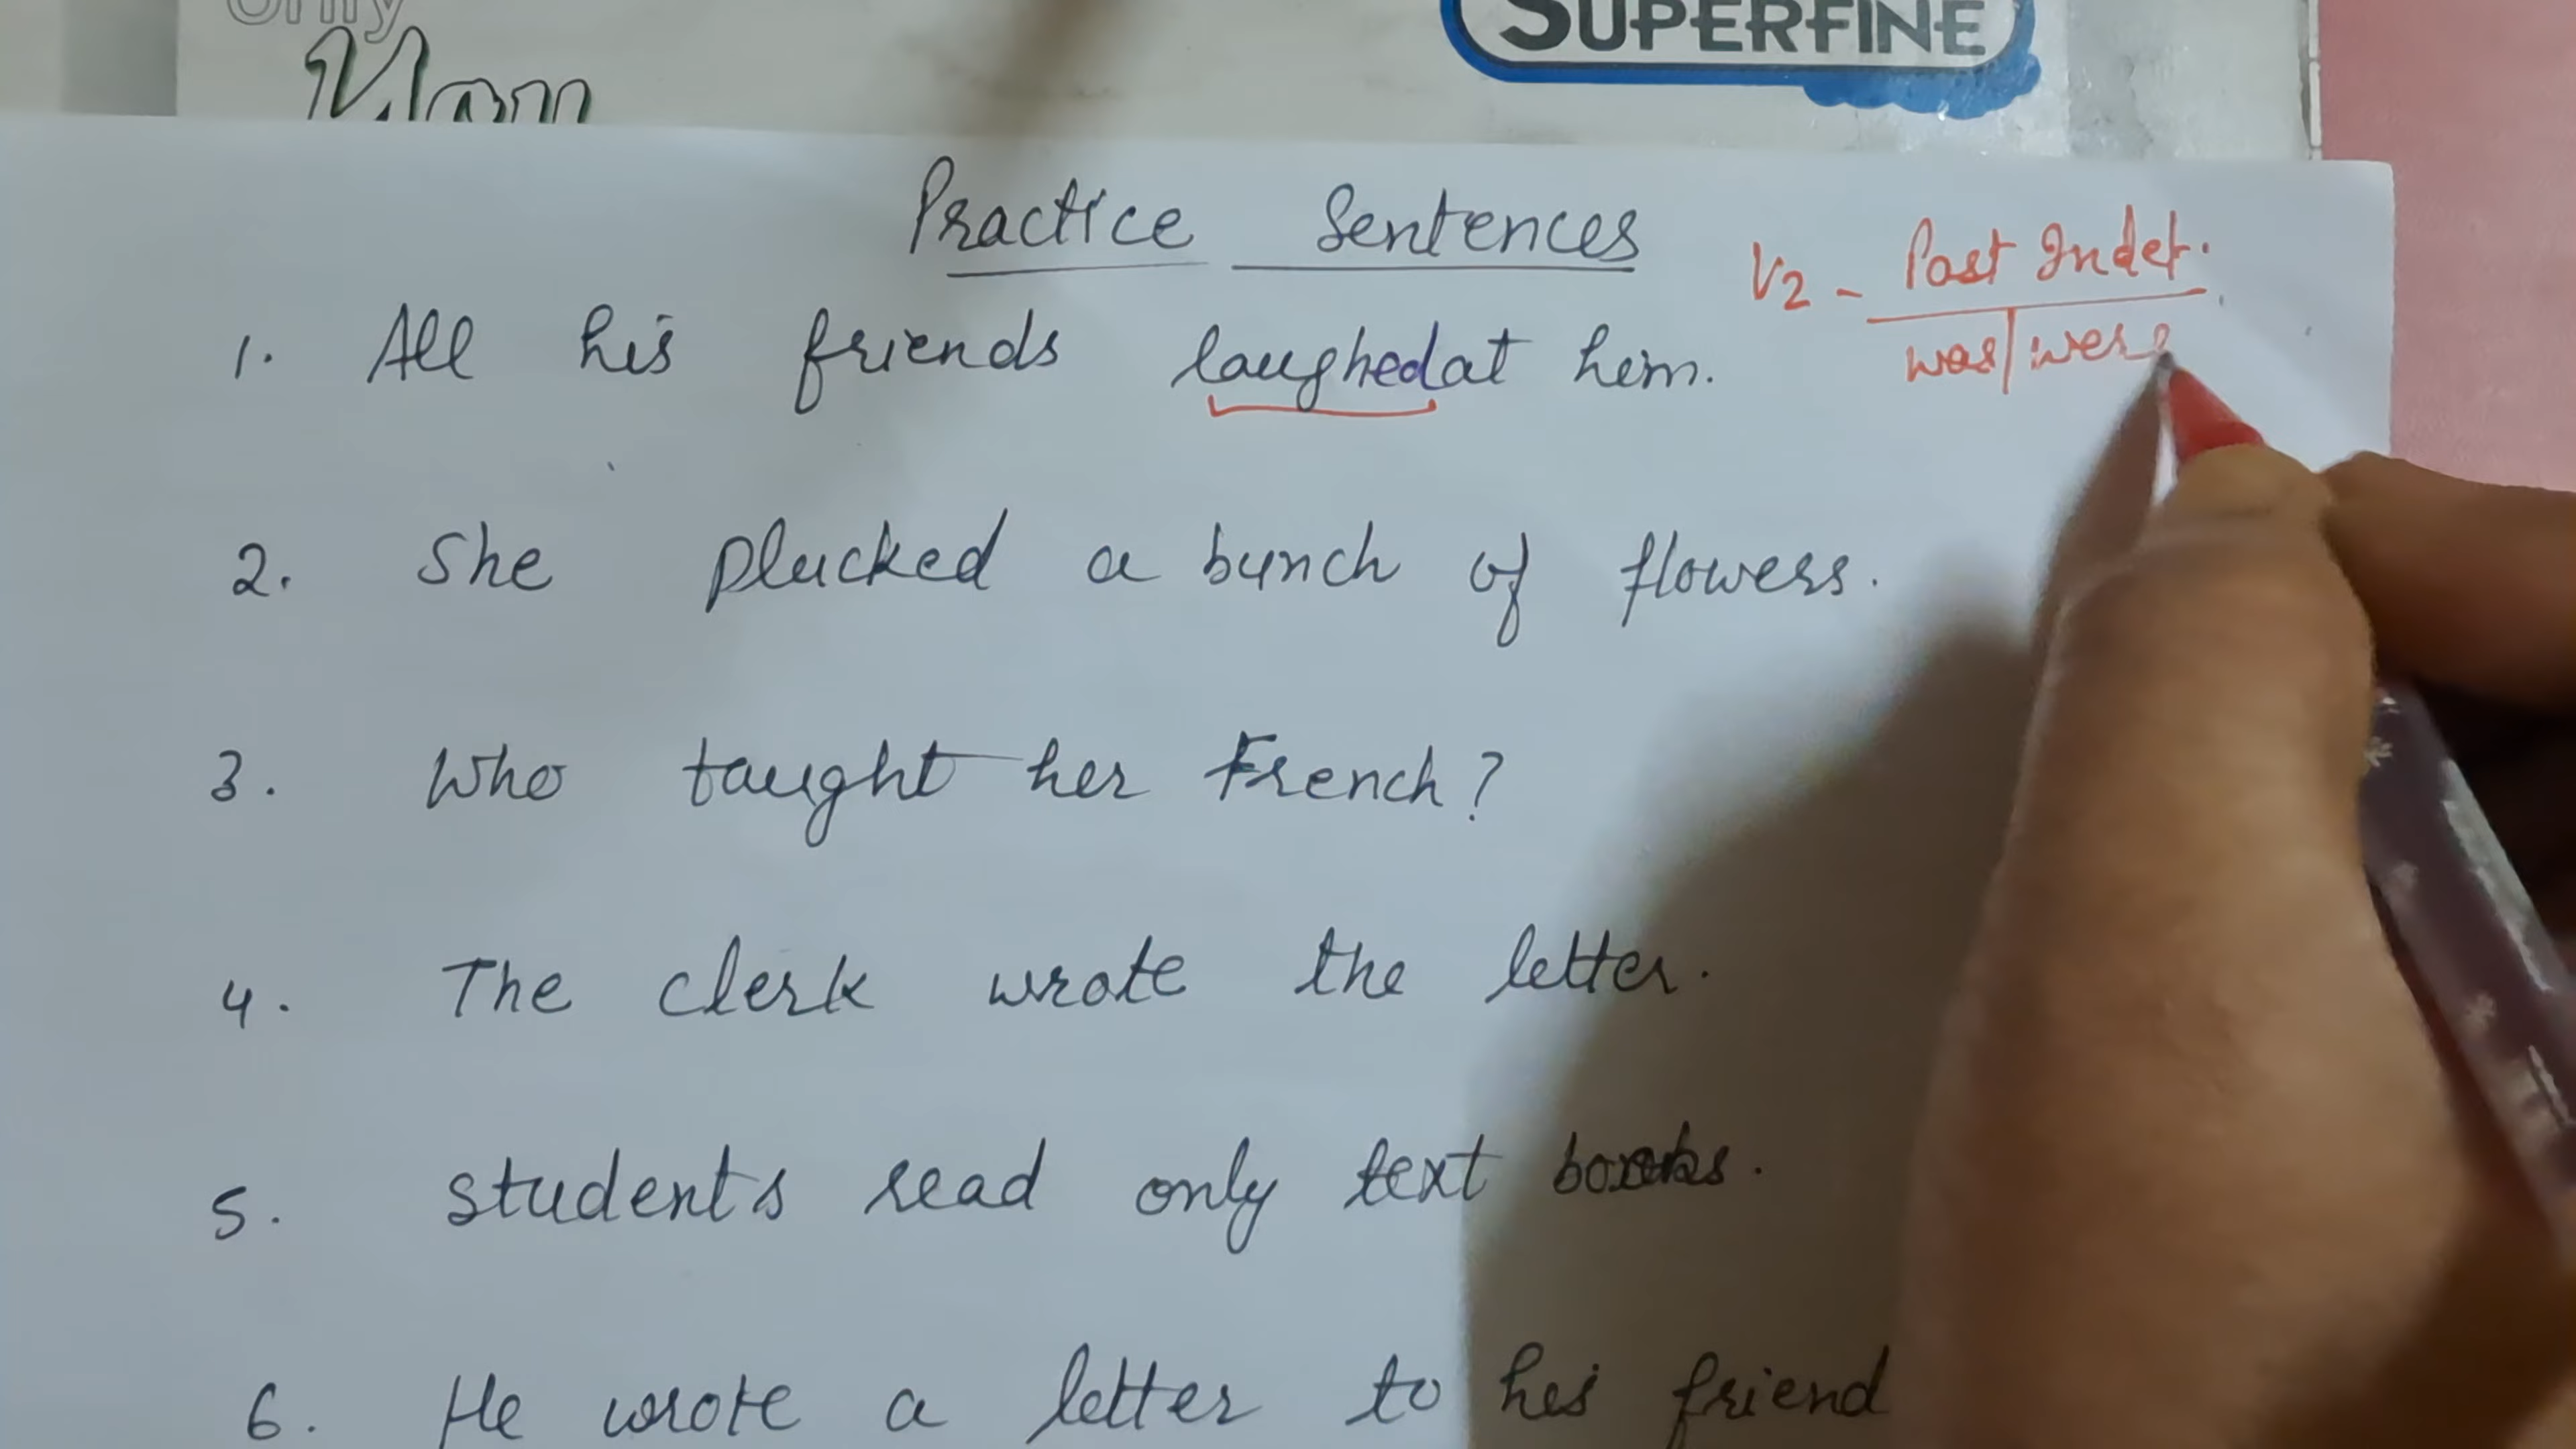 Only
Mom
SUPERFINE
Practice Sentences
V2 - Past Indef.
was | were
1. All his friends laughed at him.
2. She plucked a bunch of flowers.
3. Who taught her French?
4. The clerk wrote the letter.
5. students read only text books.
6. He wrote a letter to his friend